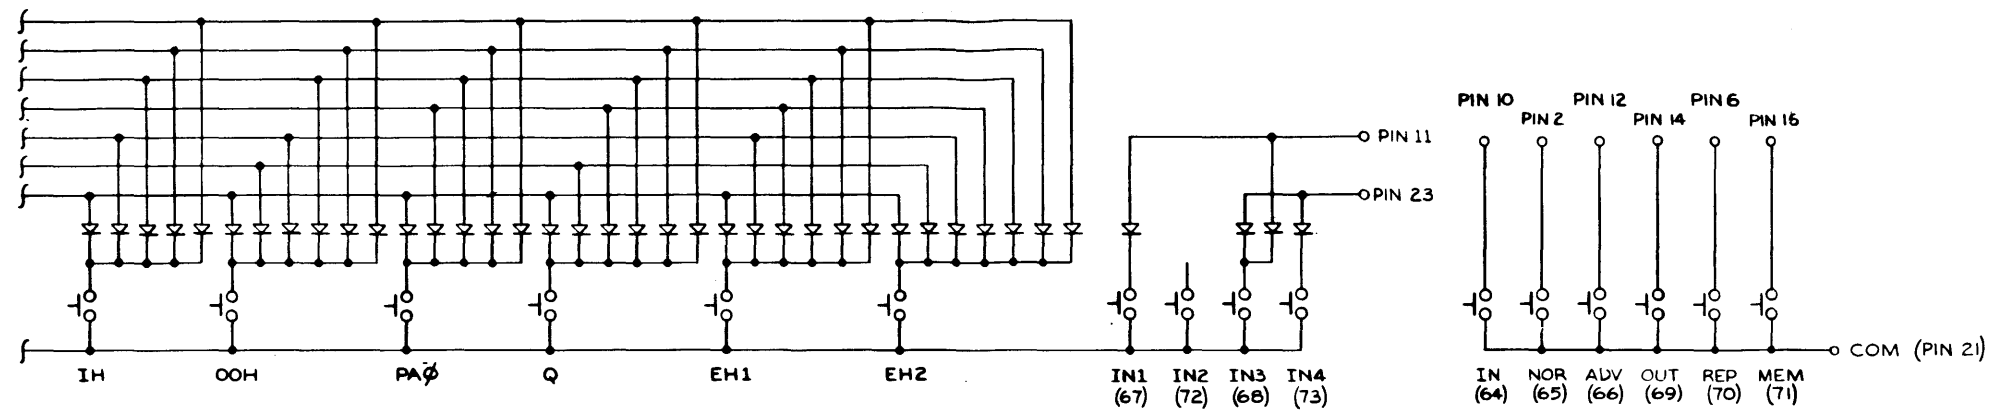 PIN 10
PIN 12
PIN 6
PIN 2
PIN 14
PIN 16
PIN 11
PIN 23
COM (PIN 21)
IH
OOH
PAØ
Q
EH1
EH2
IN1
(67)
IN2
(72)
IN3
(68)
IN4
(73)
IN
(64)
NOR
(65)
ADV
(66)
OUT
(69)
REP
(70)
MEM
(71)